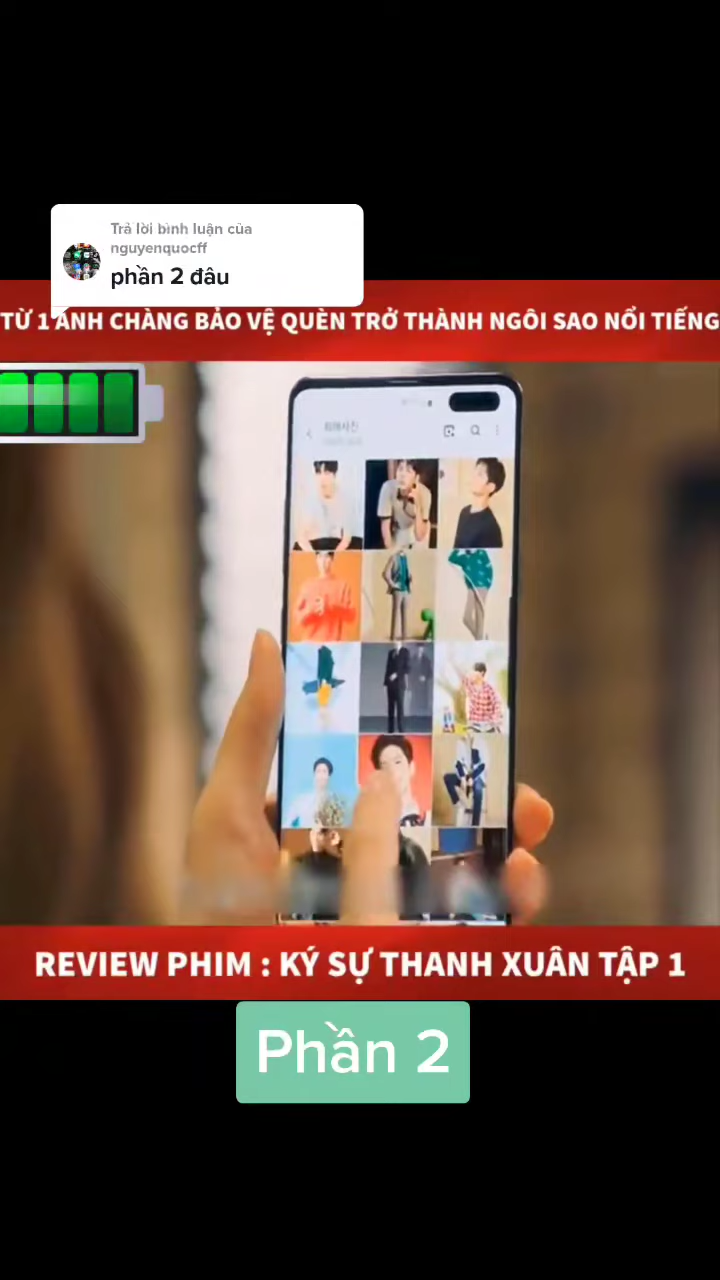 Trả lời bình luận của
nguyenquocff
phần 2 đâu
TỪ 1 ANH CHÀNG BẢO VỆ QUÈN TRỞ THÀNH NGÔI SAO NỔI TIẾNG
REVIEW PHIM : KÝ SỰ THANH XUÂN TẬP 1
Phần 2